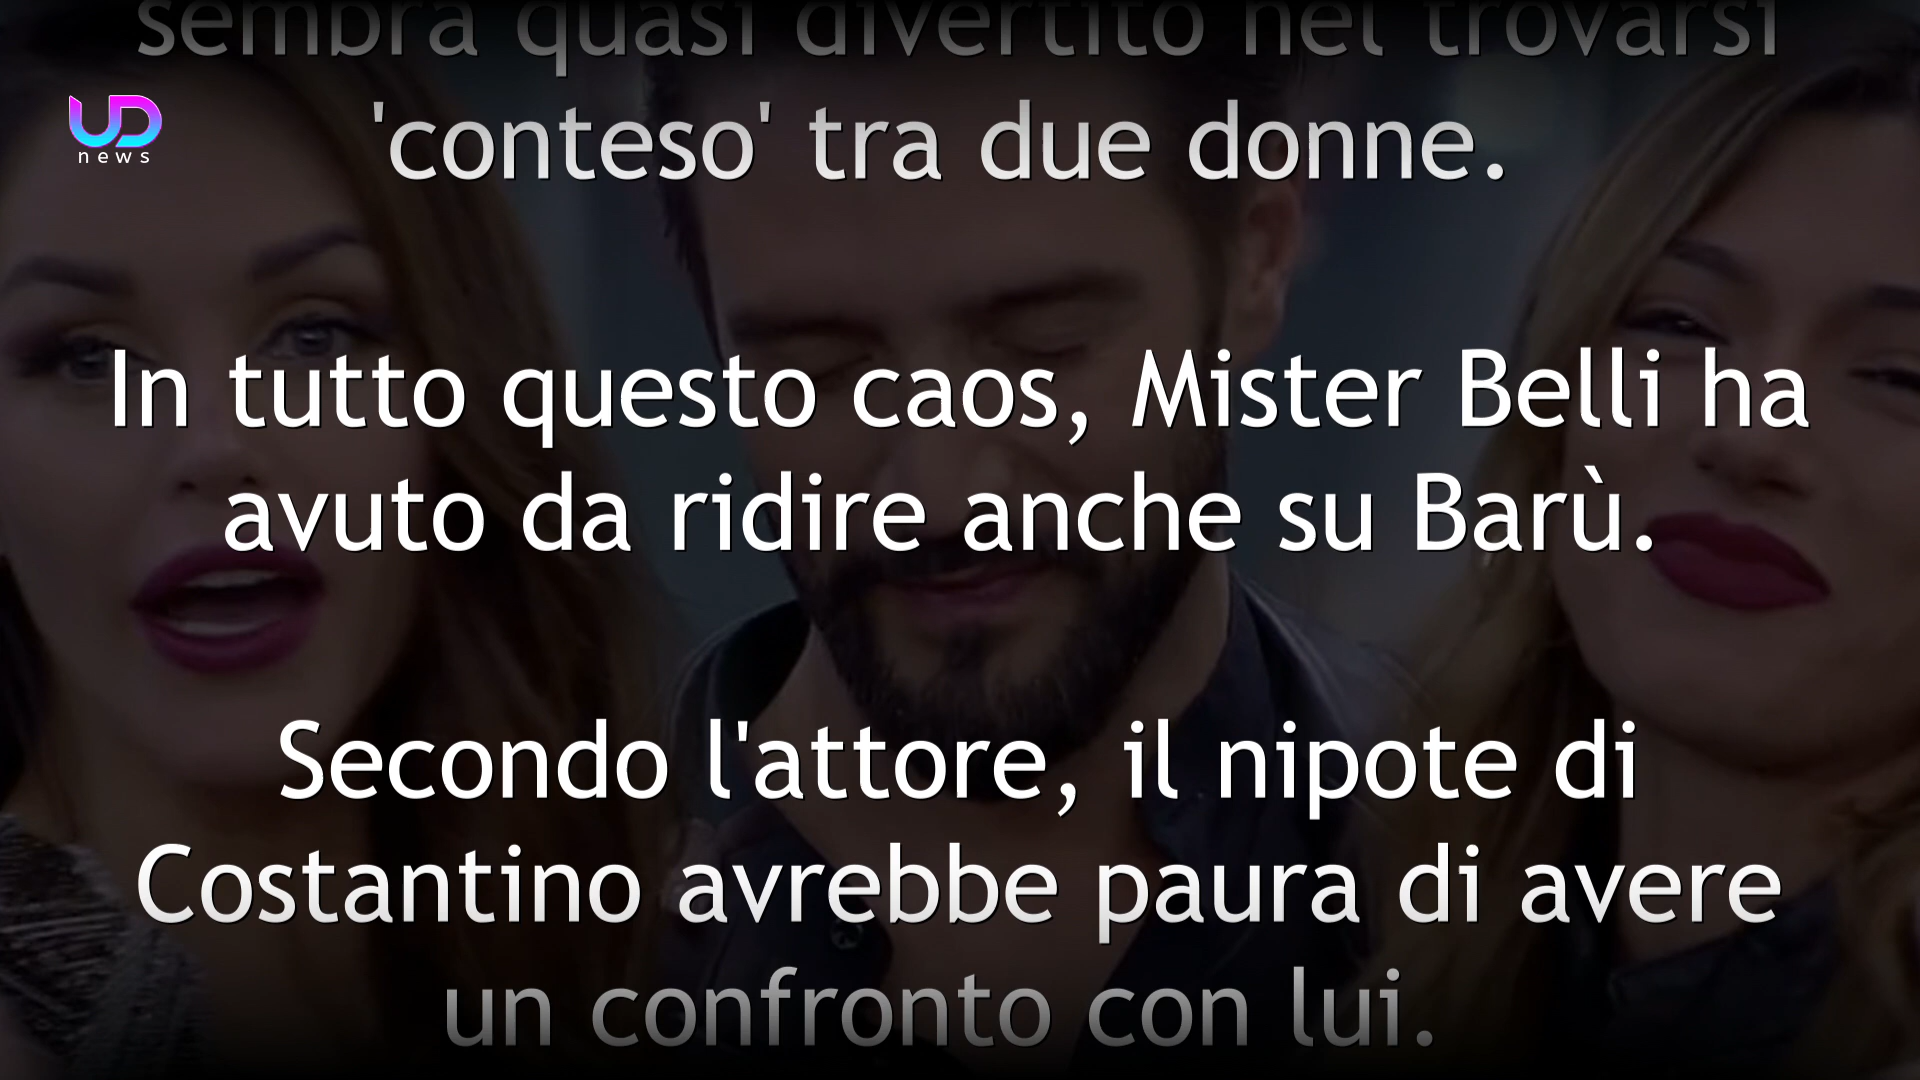 sembra quasi divertito nel trovarsi
UD
news
'conteso' tra due donne.
In tutto questo caos, Mister Belli ha
avuto da ridire anche su Barù.
Secondo l'attore, il nipote di
Costantino avrebbe paura di avere
un confronto con lui.